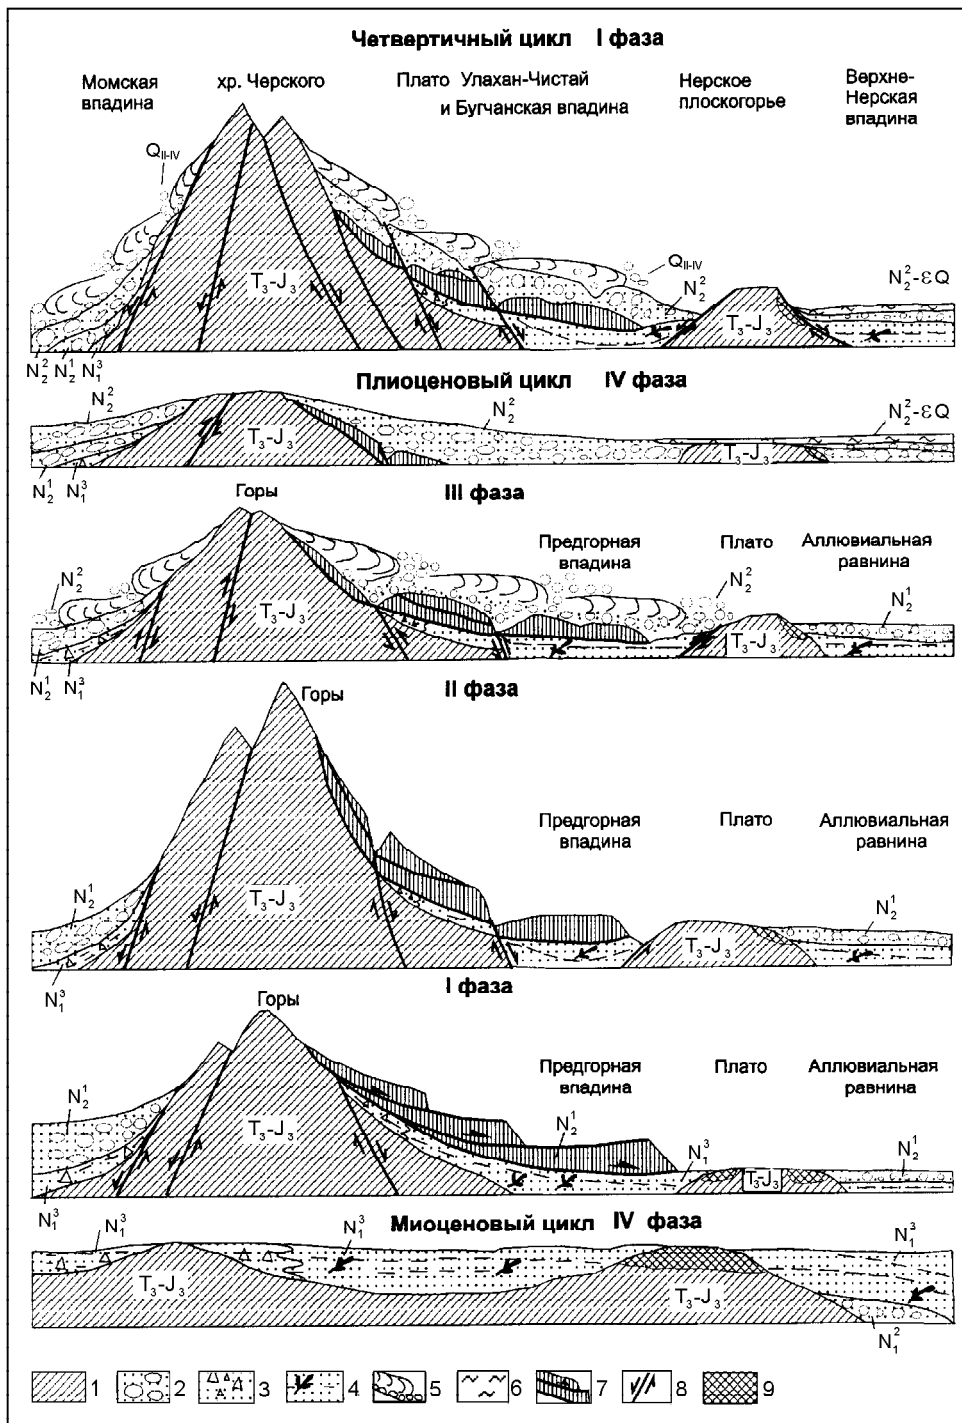 Четвертичный цикл I фаза
Момская впадина
хр. Черского
Плато Улахан-Чистай и Бугчанская впадина
Нерское плоскогорье
Верхне-Нерская впадина
Q_II-IV
Q_II-IV
N₂²
N₂²-εQ
T₃-J₃
T₃-J₃
N₂² N₂¹ N₁³
Плиоценовый цикл IV фаза
N₂²
N₂²
N₂²-εQ
T₃-J₃
T₃-J₃
N₂¹ N₁³
III фаза
Горы
Предгорная впадина
Плато
Аллювиальная равнина
N₂²
N₂²
N₂¹
T₃-J₃
T₃-J₃
N₂¹ N₁³
II фаза
Горы
Предгорная впадина
Плато
Аллювиальная равнина
N₂¹
N₂¹
T₃-J₃
T₃-J₃
N₁³
I фаза
Горы
Предгорная впадина
Плато
Аллювиальная равнина
N₂¹
N₂¹
N₁³
N₂¹
T₃-J₃
T₃-J₃
N₁³
Миоценовый цикл IV фаза
N₁³
N₁³
N₁³
T₃-J₃
T₃-J₃
N₁²
1 2 3 4 5 6 7 8 9